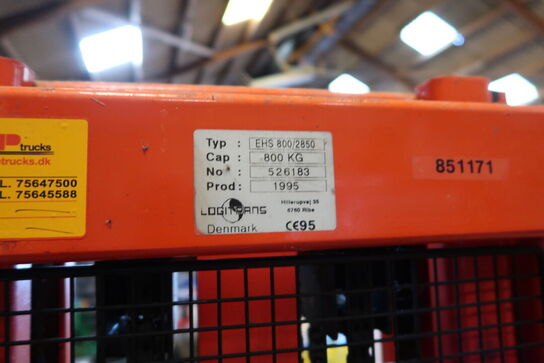 P trucks
trucks.dk
L. 75647500
L. 75645588
Typ : EHS 800/2850
Cap : 800 KG
No : 526183
Prod : 1995
LOGITRANS
Hillerupvej 35
6760 Ribe
Denmark
CE95
851171